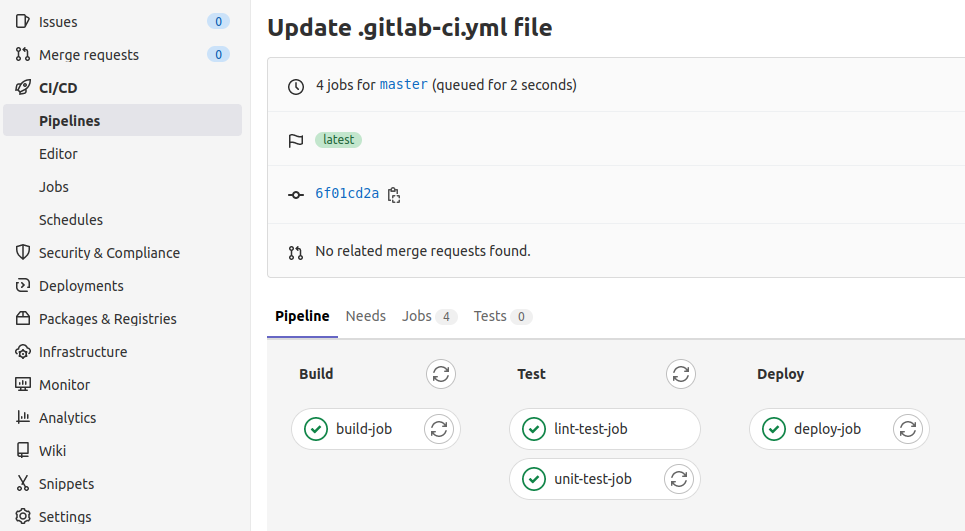 Issues 0
Merge requests 0
CI/CD
Pipelines
Editor
Jobs
Schedules
Security & Compliance
Deployments
Packages & Registries
Infrastructure
Monitor
Analytics
Wiki
Snippets
Settings
Update .gitlab-ci.yml file
4 jobs for master (queued for 2 seconds)
latest
6f01cd2a
No related merge requests found.
Pipeline Needs Jobs 4 Tests 0
Build Test Deploy
build-job lint-test-job deploy-job
unit-test-job